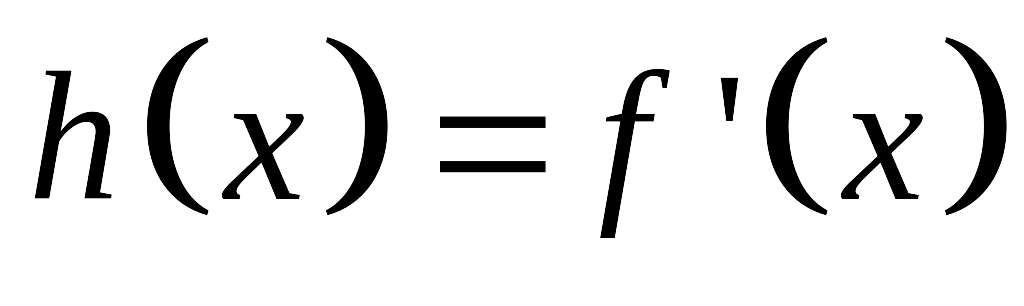 h(x) = f '(x)